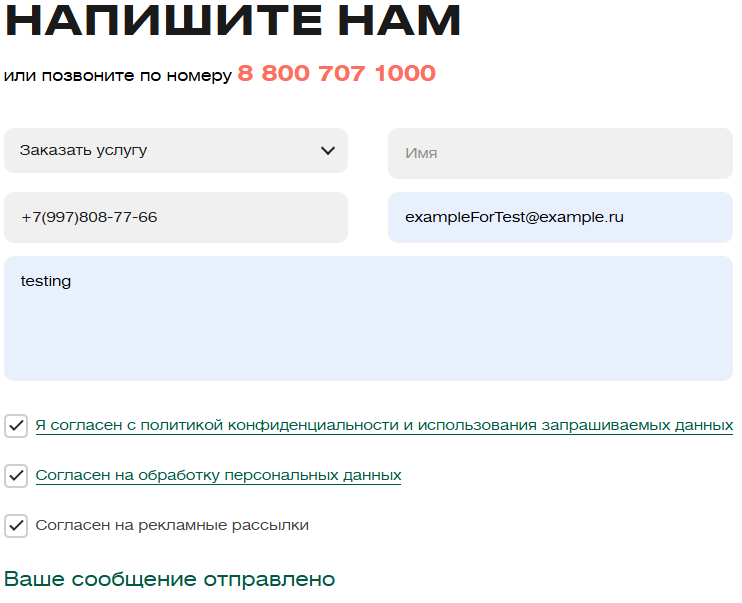 НАПИШИТЕ НАМ
или позвоните по номеру 8 800 707 1000
Заказать услугу
Имя
+7(997)808-77-66
exampleForTest@example.ru
testing
Я согласен с политикой конфиденциальности и использования запрашиваемых данных
Согласен на обработку персональных данных
Согласен на рекламные рассылки
Ваше сообщение отправлено